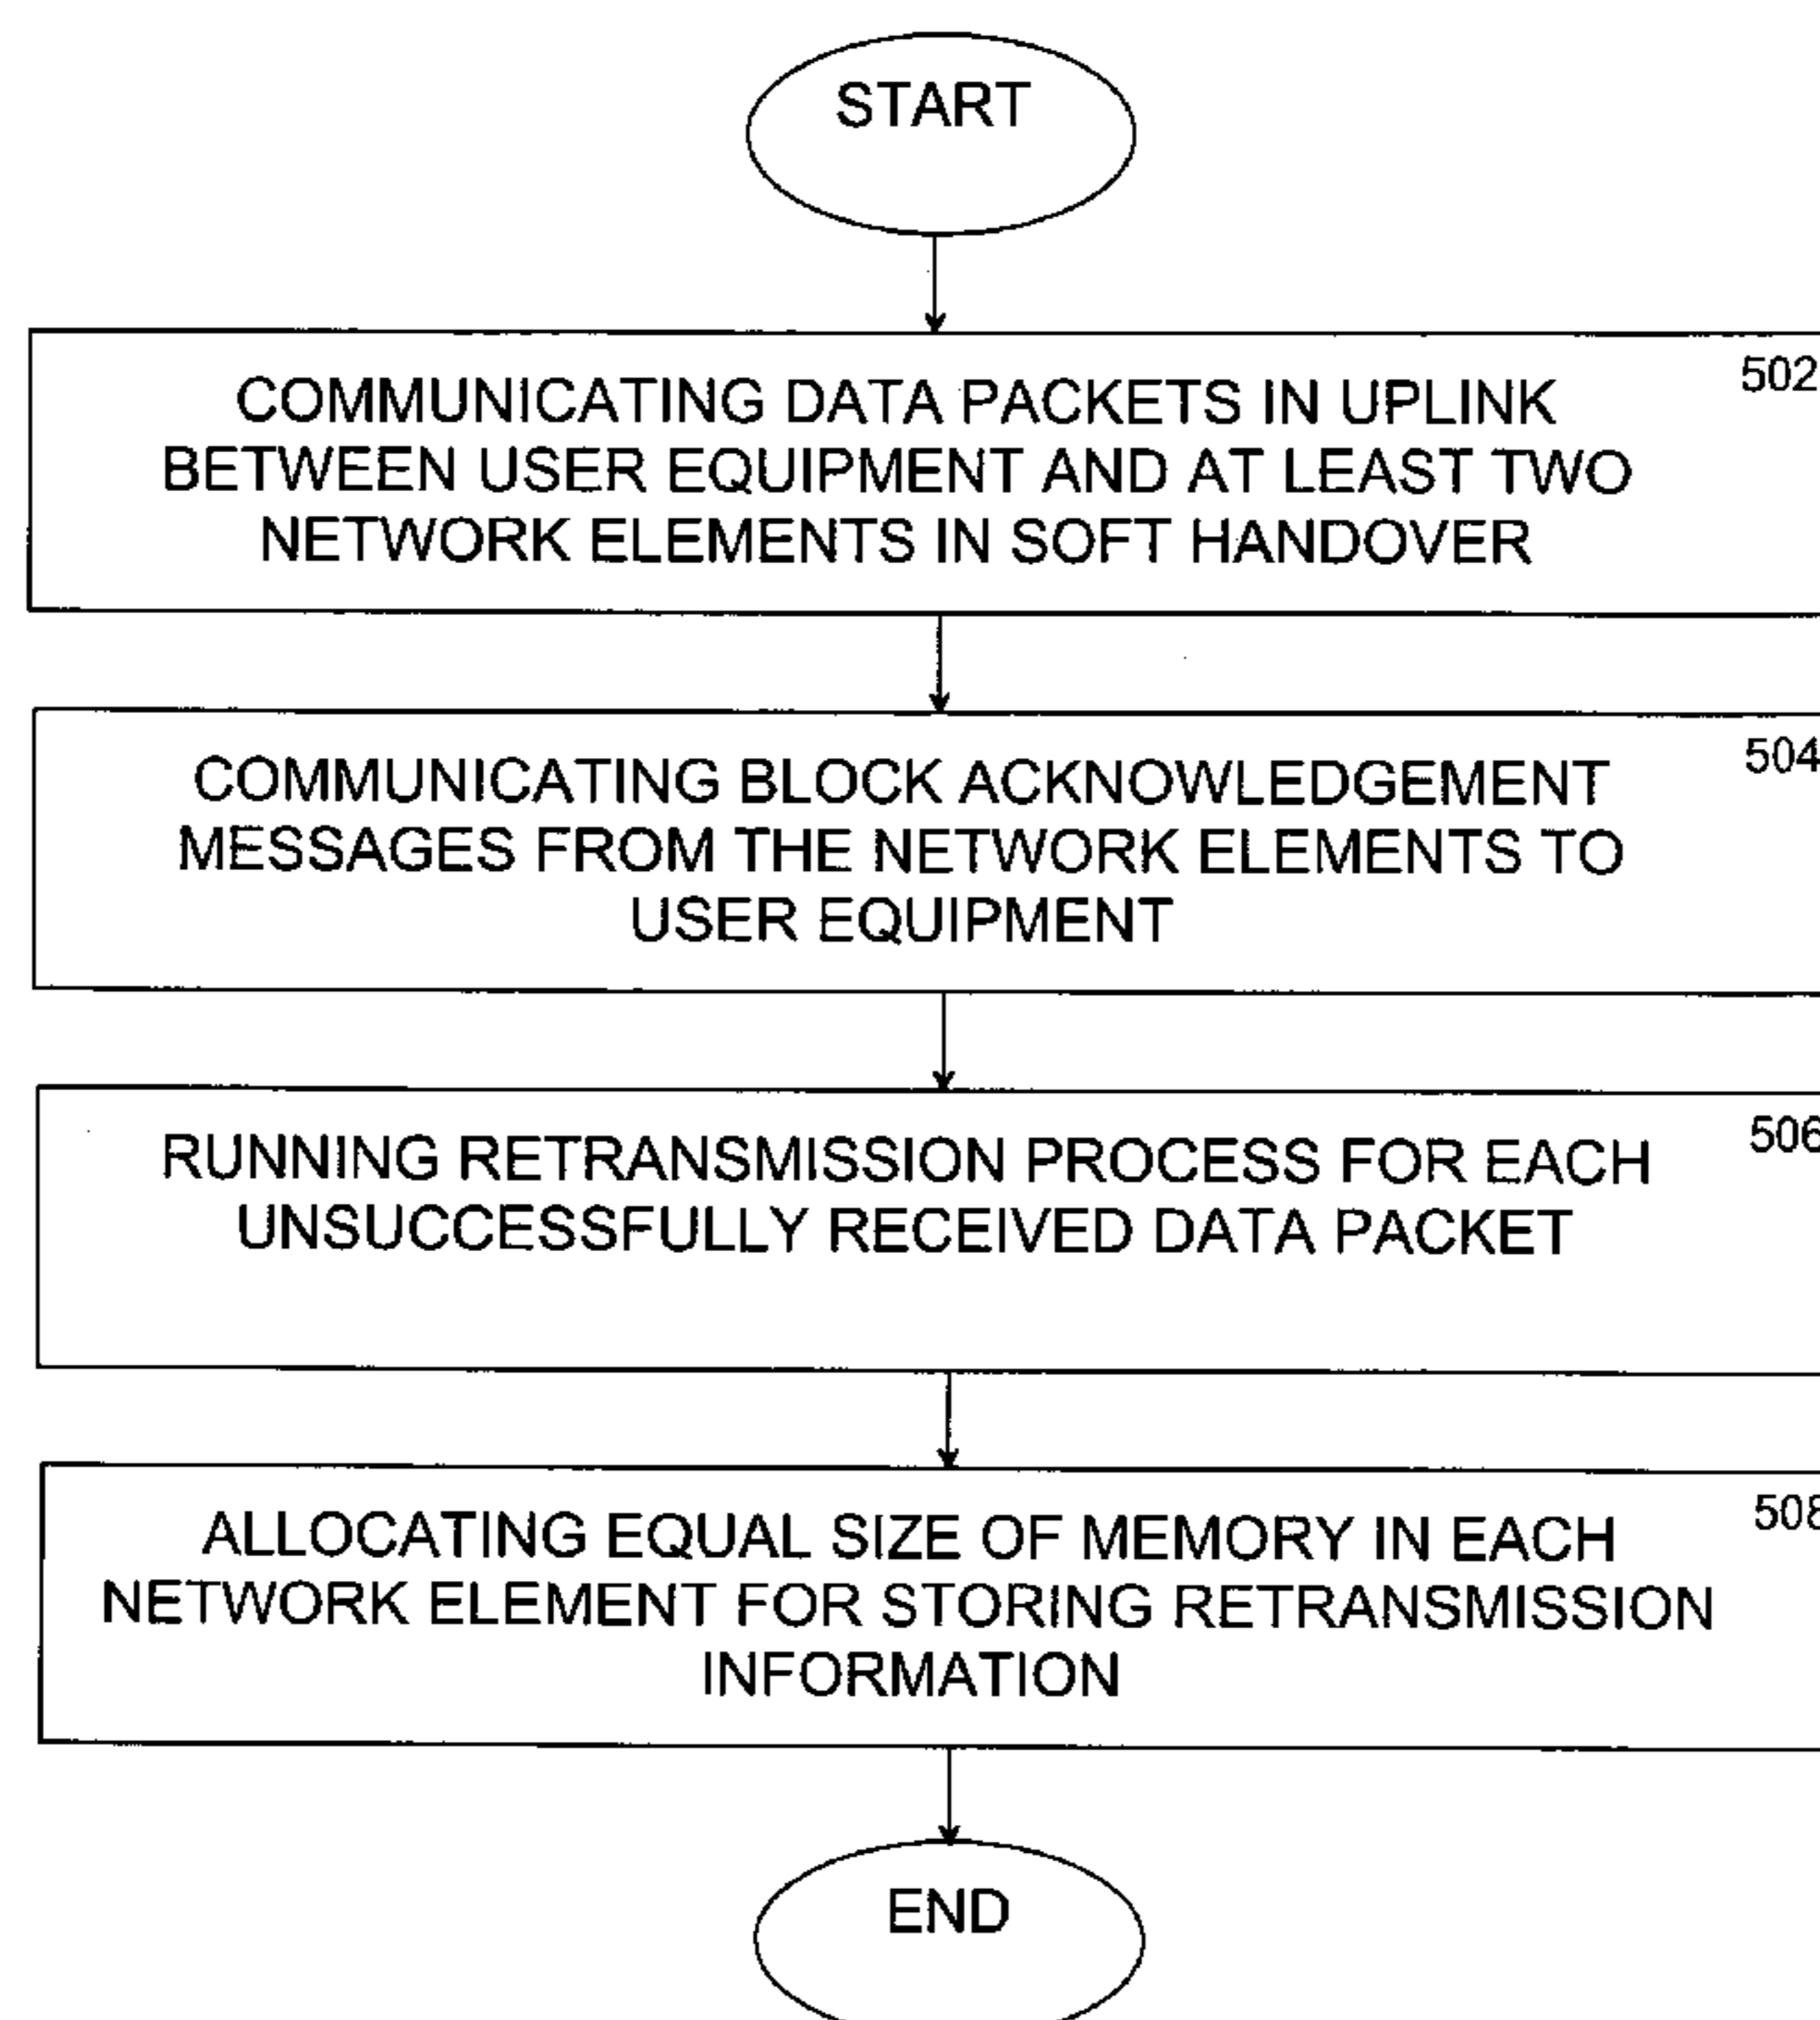 START
502
COMMUNICATING DATA PACKETS IN UPLINK
BETWEEN USER EQUIPMENT AND AT LEAST TWO
NETWORK ELEMENTS IN SOFT HANDOVER
504
COMMUNICATING BLOCK ACKNOWLEDGEMENT
MESSAGES FROM THE NETWORK ELEMENTS TO
USER EQUIPMENT
506
RUNNING RETRANSMISSION PROCESS FOR EACH
UNSUCCESSFULLY RECEIVED DATA PACKET
508
ALLOCATING EQUAL SIZE OF MEMORY IN EACH
NETWORK ELEMENT FOR STORING RETRANSMISSION
INFORMATION
END